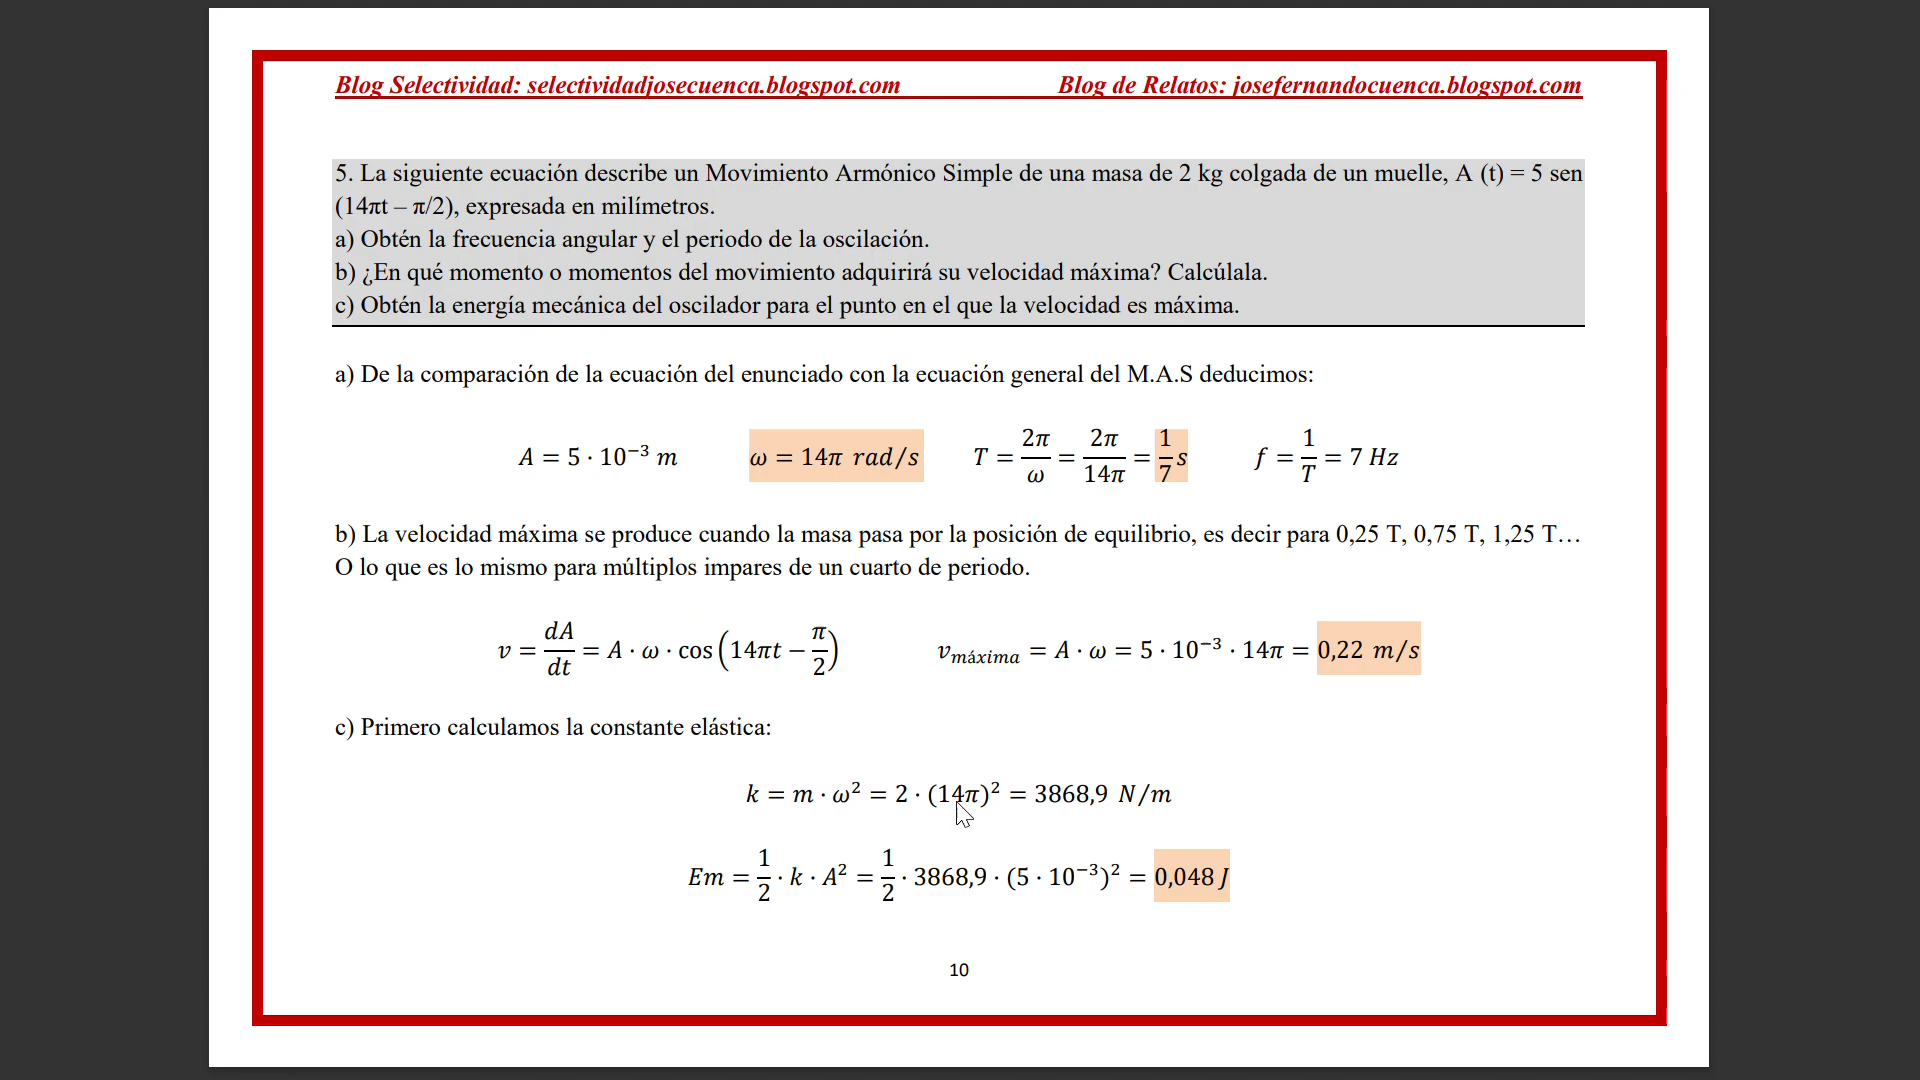 Blog Selectividad: selectividadjosecuenca.blogspot.com Blog de Relatos: josefernandocuenca.blogspot.com
5. La siguiente ecuación describe un Movimiento Armónico Simple de una masa de 2 kg colgada de un muelle, A (t) = 5 sen
(14πt – π/2), expresada en milímetros.
a) Obtén la frecuencia angular y el periodo de la oscilación.
b) ¿En qué momento o momentos del movimiento adquirirá su velocidad máxima? Calcúlala.
c) Obtén la energía mecánica del oscilador para el punto en el que la velocidad es máxima.
a) De la comparación de la ecuación del enunciado con la ecuación general del M.A.S deducimos:
A = 5 · 10⁻³ m ω = 14π rad/s T = 2π/ω = 2π/14π = 1/7 s f = 1/T = 7 Hz
b) La velocidad máxima se produce cuando la masa pasa por la posición de equilibrio, es decir para 0,25 T, 0,75 T, 1,25 T…
O lo que es lo mismo para múltiplos impares de un cuarto de periodo.
v = dA/dt = A · ω · cos (14πt − π/2) v_máxima = A · ω = 5 · 10⁻³ · 14π = 0,22 m/s
c) Primero calculamos la constante elástica:
k = m · ω² = 2 · (14π)² = 3868,9 N/m
Em = 1/2 · k · A² = 1/2 · 3868,9 · (5 · 10⁻³)² = 0,048 J
10